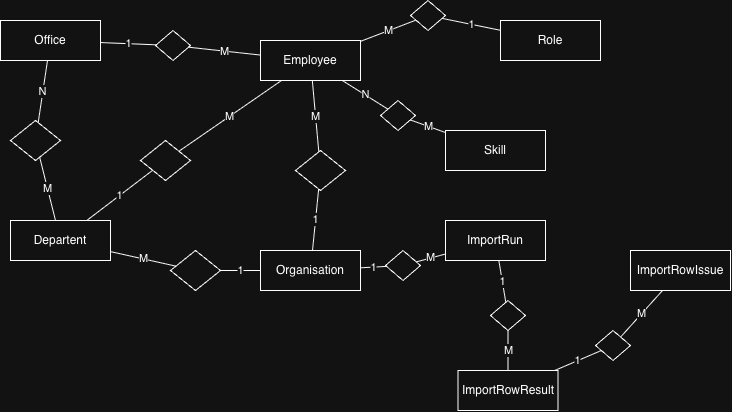 Office
1
M
Employee
M
1
Role
N
M
Skill
N
M
M
1
M
1
Departent
M
1
Organisation
1
M
ImportRun
1
M
ImportRowResult
1
M
ImportRowIssue